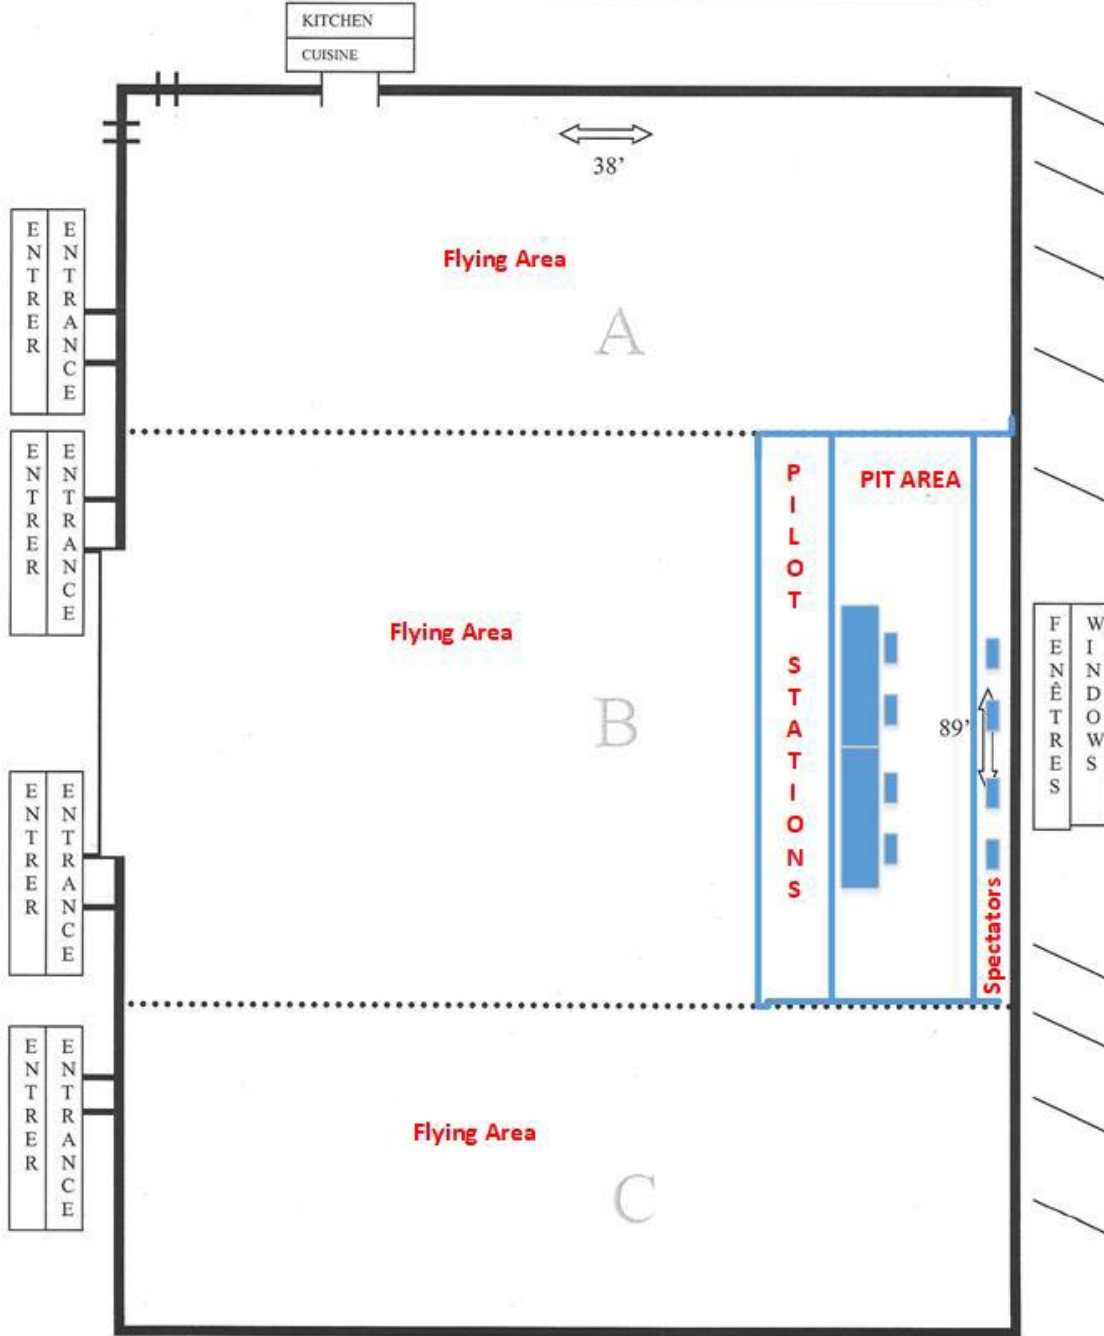 KITCHEN
CUISINE
38'
Flying Area
A
ENTRER
ENTRANCE
ENTRER
ENTRANCE
PILOT STATIONS
PIT AREA
Flying Area
B
89'
FENÊTRES
WINDOWS
ENTRER
ENTRANCE
Spectators
ENTRER
ENTRANCE
Flying Area
C